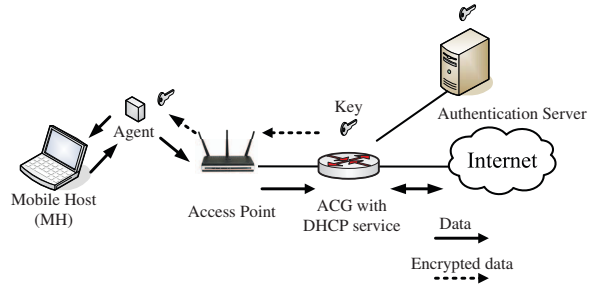 Key
Authentication Server
Agent
Internet
Mobile Host
(MH)
Access Point
ACG with
DHCP service
Data
Encrypted data